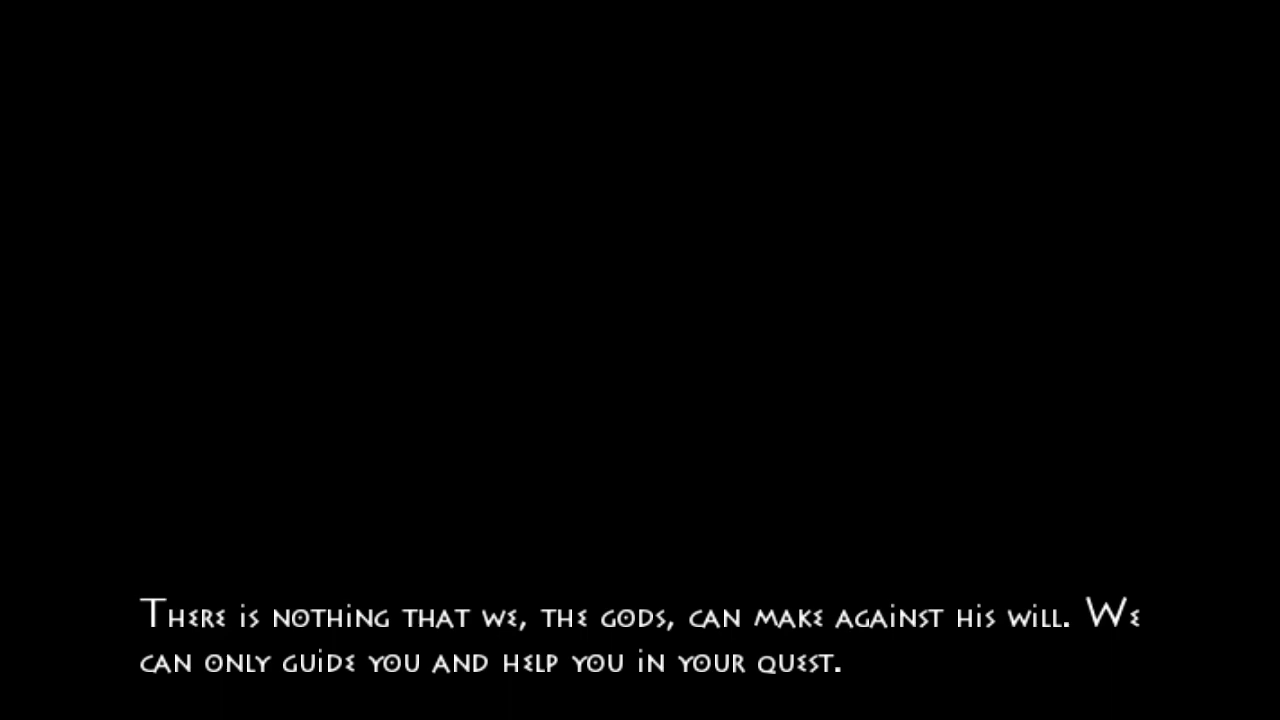 There is nothing that we, the gods, can make against his will. We
can only guide you and help you in your quest.